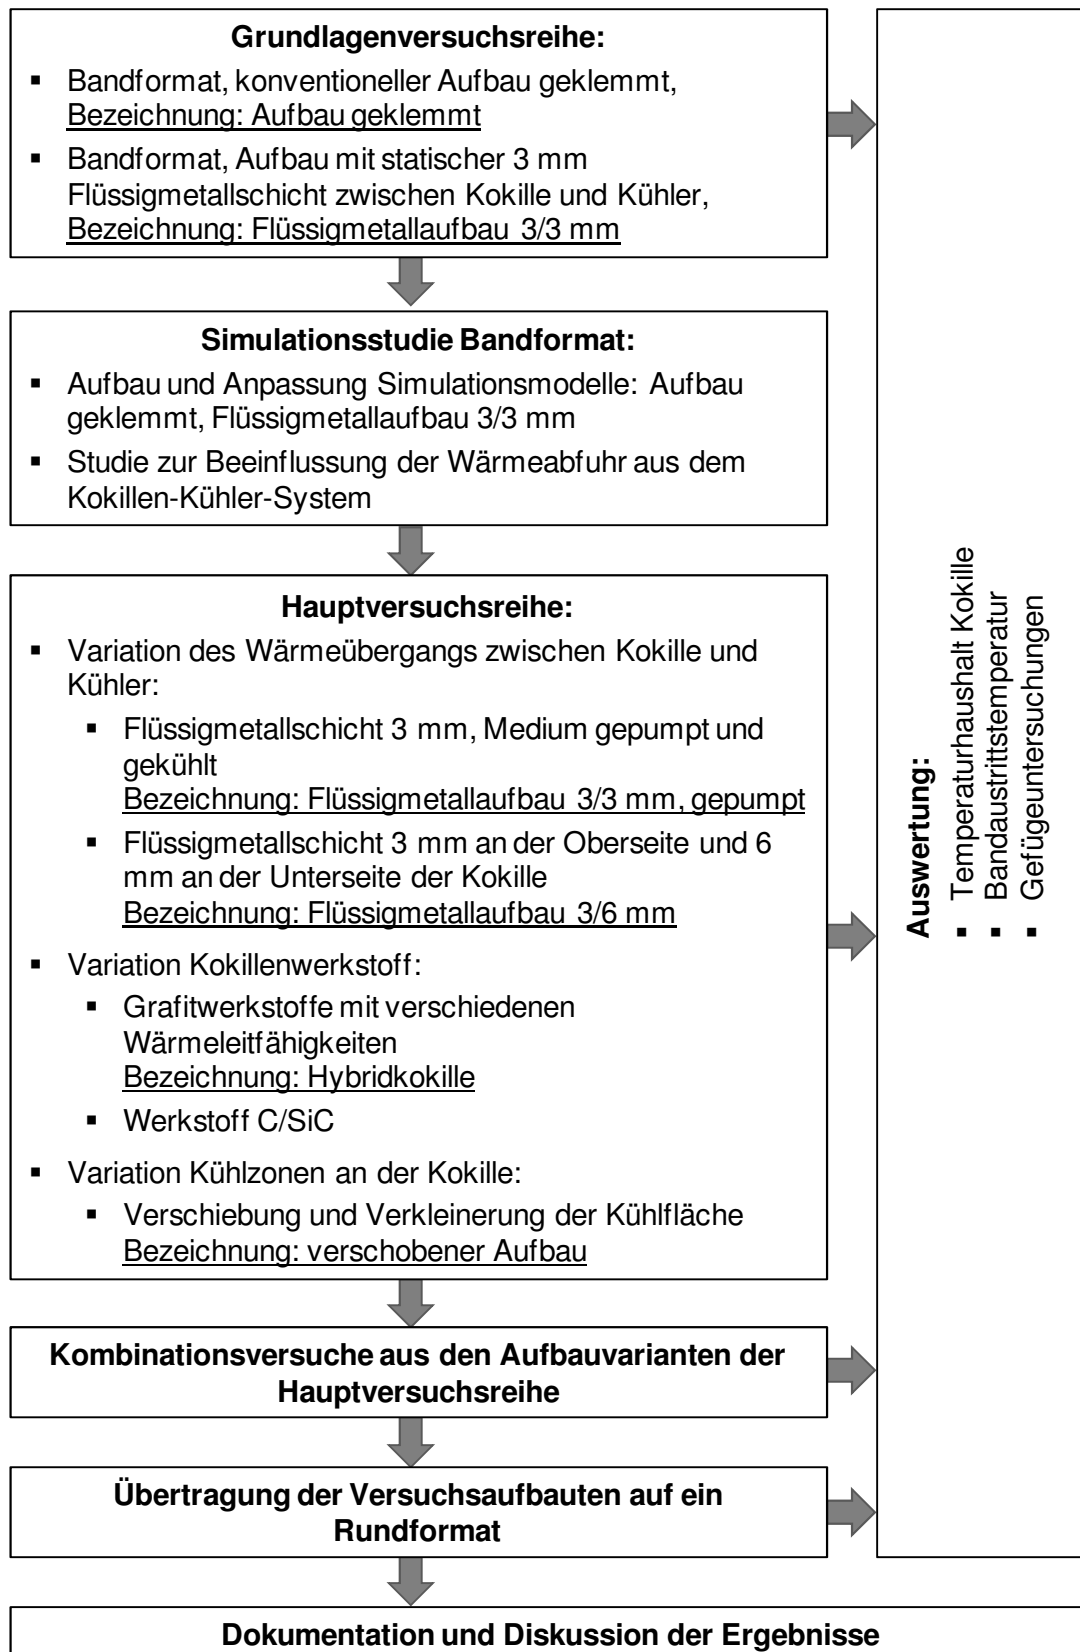 Grundlagenversuchsreihe:
▪ Bandformat, konventioneller Aufbau geklemmt,
Bezeichnung: Aufbau geklemmt
▪ Bandformat, Aufbau mit statischer 3 mm
Flüssigmetallschicht zwischen Kokille und Kühler,
Bezeichnung: Flüssigmetallaufbau 3/3 mm
Simulationsstudie Bandformat:
▪ Aufbau und Anpassung Simulationsmodelle: Aufbau
geklemmt, Flüssigmetallaufbau 3/3 mm
▪ Studie zur Beeinflussung der Wärmeabfuhr aus dem
Kokillen-Kühler-System
Hauptversuchsreihe:
▪ Variation des Wärmeübergangs zwischen Kokille und
Kühler:
▪ Flüssigmetallschicht 3 mm, Medium gepumpt und
gekühlt
Bezeichnung: Flüssigmetallaufbau 3/3 mm, gepumpt
▪ Flüssigmetallschicht 3 mm an der Oberseite und 6
mm an der Unterseite der Kokille
Bezeichnung: Flüssigmetallaufbau 3/6 mm
▪ Variation Kokillenwerkstoff:
▪ Grafitwerkstoffe mit verschiedenen
Wärmeleitfähigkeiten
Bezeichnung: Hybridkokille
▪ Werkstoff C/SiC
▪ Variation Kühlzonen an der Kokille:
▪ Verschiebung und Verkleinerung der Kühlfläche
Bezeichnung: verschobener Aufbau
Kombinationsversuche aus den Aufbauvarianten der
Hauptversuchsreihe
Übertragung der Versuchsaufbauten auf ein
Rundformat
Auswertung:
▪ Temperaturhaushalt Kokille
▪ Bandaustrittstemperatur
▪ Gefügeuntersuchungen
Dokumentation und Diskussion der Ergebnisse